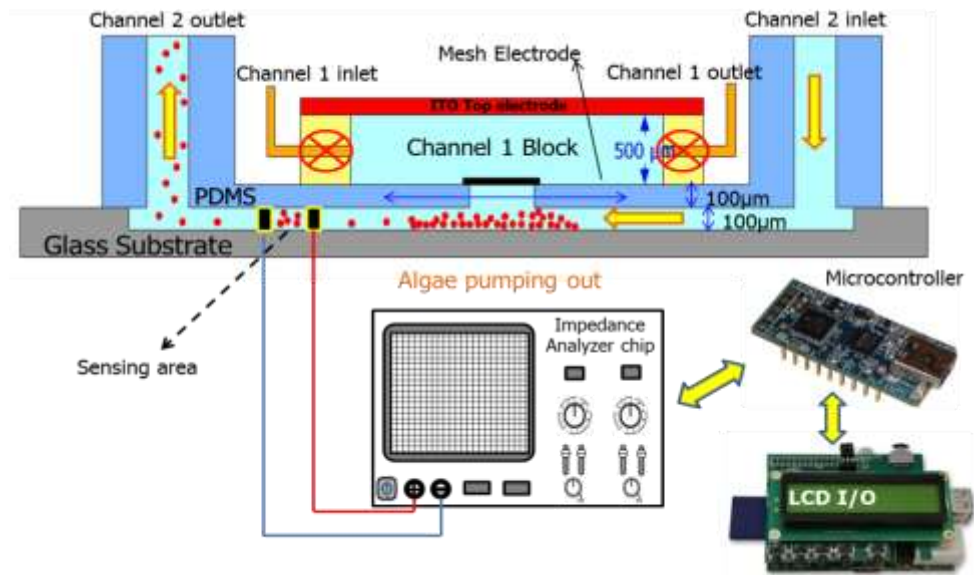 Channel 2 outlet
Channel 2 inlet
Mesh Electrode
Channel 1 inlet
Channel 1 outlet
ITO Top electrode
Channel 1 Block
500 µm
PDMS
100µm
100µm
Glass Substrate
Algae pumping out
Microcontroller
Impedance
Analyzer chip
Sensing area
LCD I/O